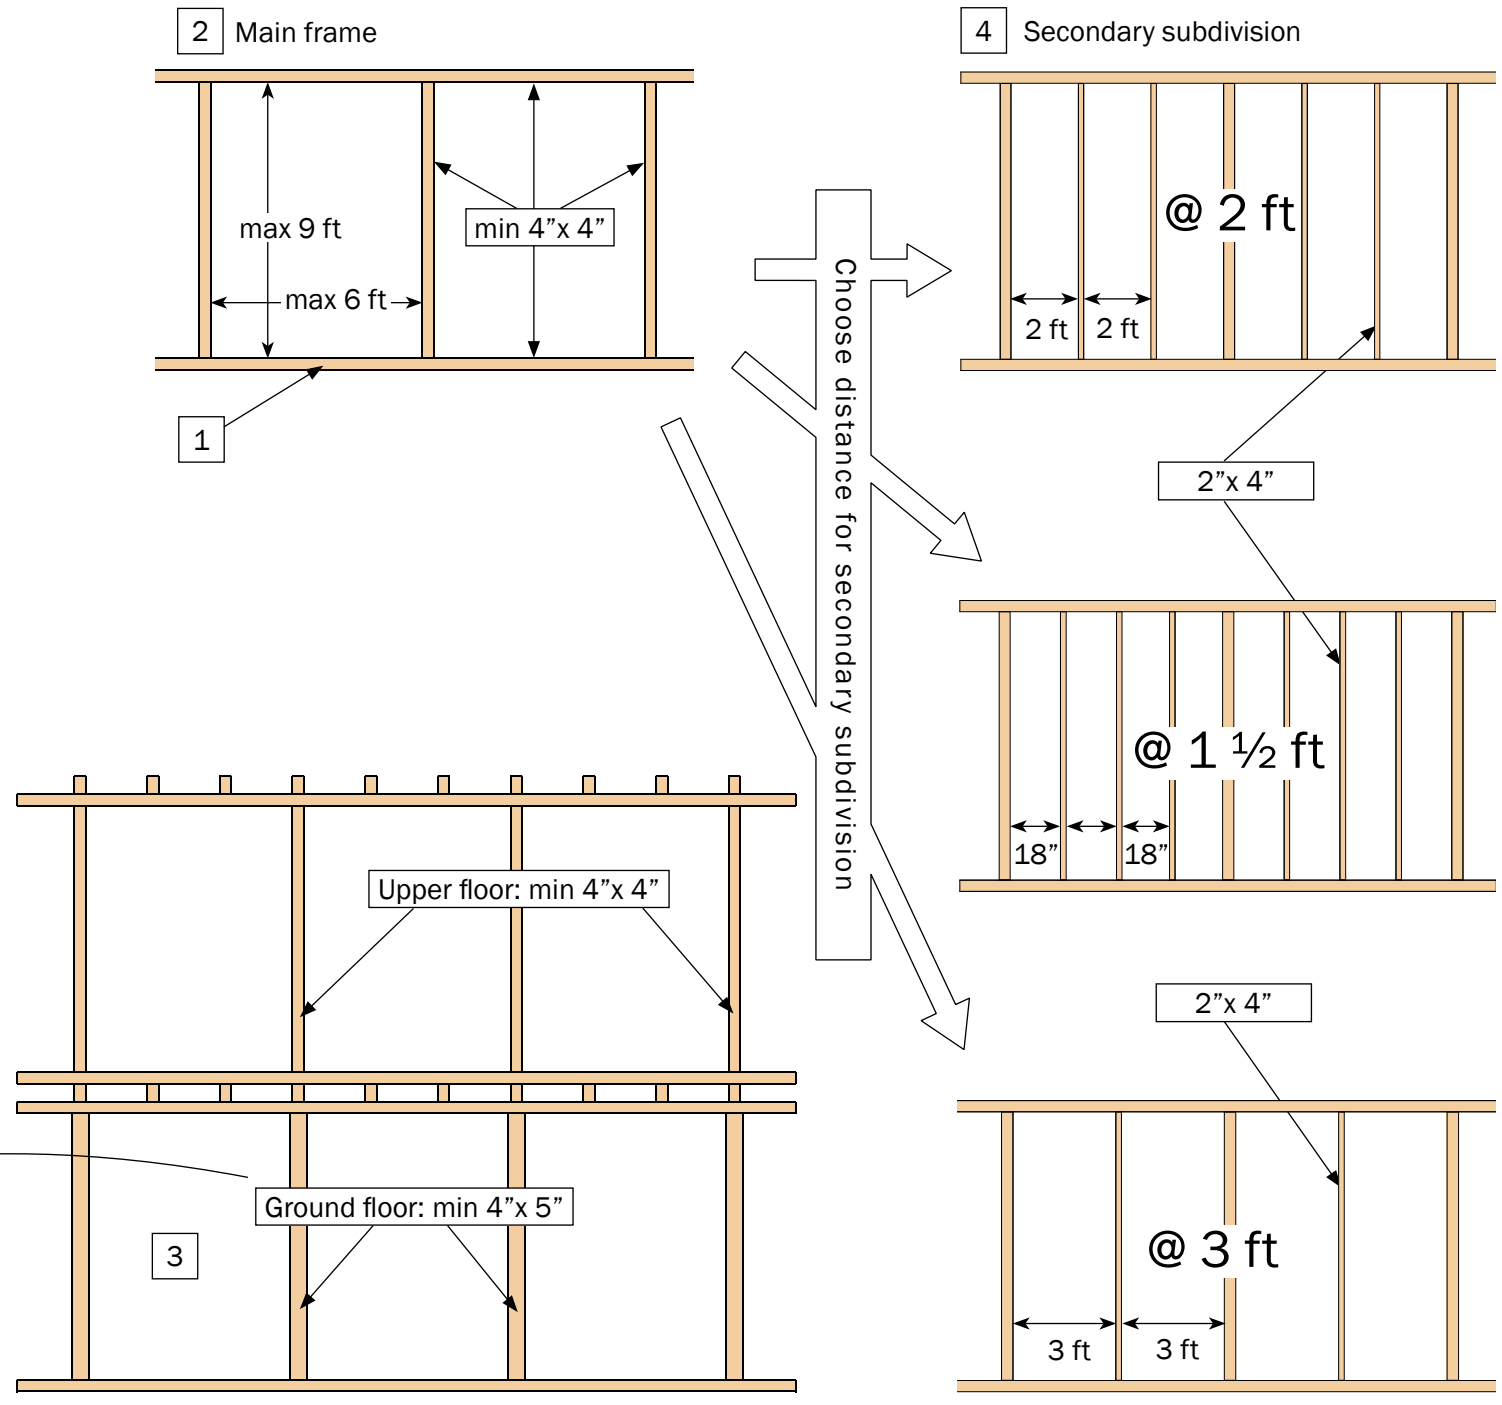 2 Main frame
max 9 ft
min 4”x 4”
max 6 ft
1
Choose distance for secondary subdivision
4 Secondary subdivision
@ 2 ft
2 ft 2 ft
2”x 4”
@ 1 ½ ft
18” 18”
2”x 4”
@ 3 ft
3 ft 3 ft
Upper floor: min 4”x 4”
Ground floor: min 4”x 5”
3